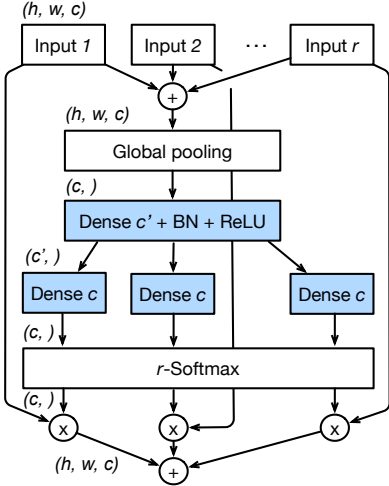 (h, w, c)
Input 1
Input 2
...
Input r
+
(h, w, c)
Global pooling
(c, )
Dense c' + BN + ReLU
(c', )
Dense c
Dense c
Dense c
(c, )
r-Softmax
(c, )
x
x
x
(h, w, c)
+